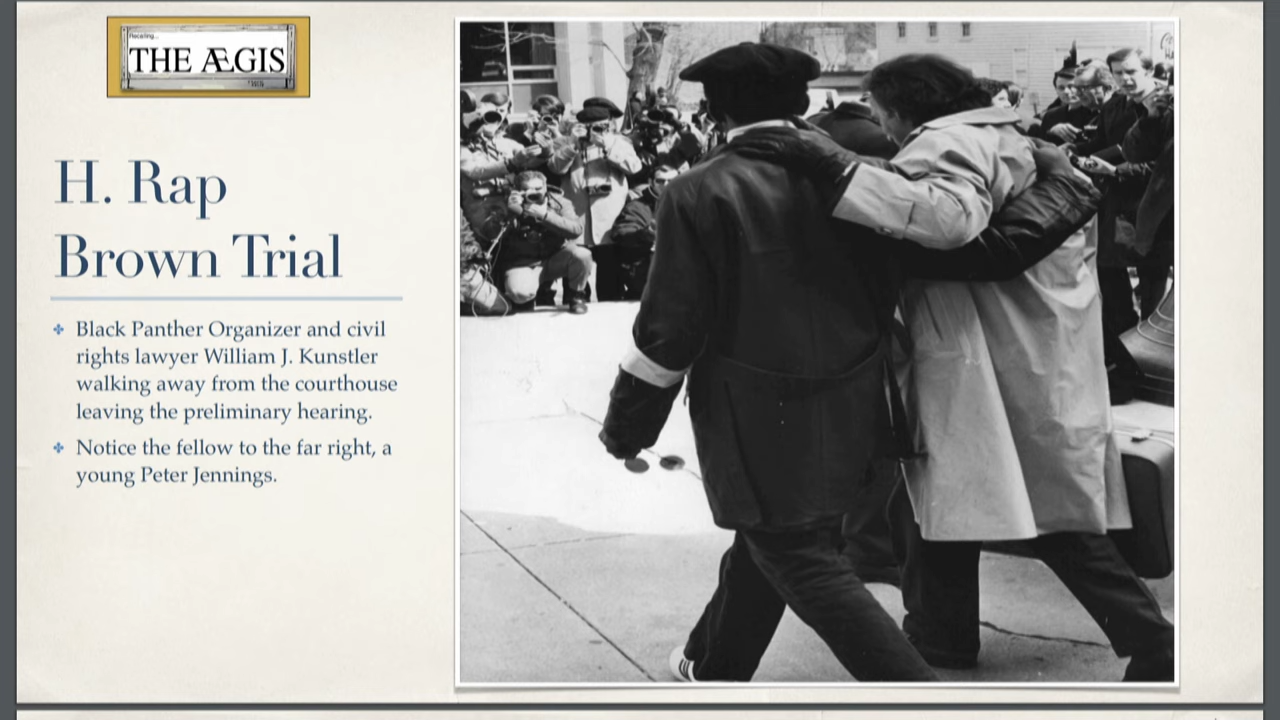 Recalling...
THE ÆGIS
H. Rap
Brown Trial
Black Panther Organizer and civil
rights lawyer William J. Kunstler
walking away from the courthouse
leaving the preliminary hearing.
Notice the fellow to the far right, a
young Peter Jennings.